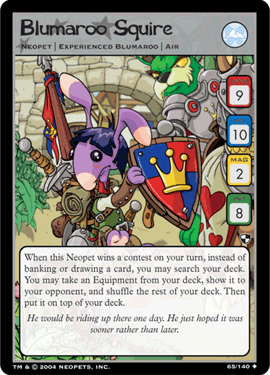 Blumaroo Squire
Neopet | Experienced Blumaroo | Air
9
10
MAG
2
8
When this Neopet wins a contest on your turn, instead of
banking or drawing a card, you may search your deck.
You may take an Equipment from your deck, show it to
your opponent, and shuffle the rest of your deck. Then
put it on top of your deck.
He would be riding up there one day. He just hoped it was
sooner rather than later.
TM & © 2004 NEOPETS, INC.
65/140 ◆